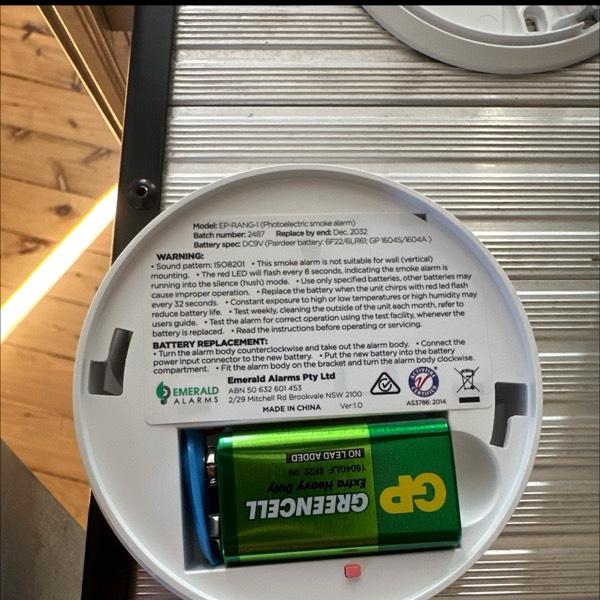 Model: EP-RANG-1 (Photoelectric smoke alarm)
Batch number: 2487 Replace by end: Dec. 2032
Battery spec: DC9V (Pairdeer battery: 6F22/6LR61; GP 1604S/1604A )
WARNING:
• Sound pattern: ISO8201 • This smoke alarm is not suitable for wall (vertical)
mounting. • The red LED will flash every 8 seconds, indicating the smoke alarm is
running into the silence (hush) mode. • Use only specified batteries, other batteries may
cause improper operation. • Replace the battery when the unit chirps with red led flash
every 32 seconds. • Constant exposure to high or low temperatures or high humidity may
reduce battery life. • Test weekly, cleaning the outside of the unit each month, refer to
users guide. • Test the alarm for correct operation using the test facility, whenever the
battery is replaced. • Read the instructions before operating or servicing.
BATTERY REPLACEMENT:
• Turn the alarm body counterclockwise and take out the alarm body. • Connect the
power input connector to the new battery. • Put the new battery into the battery
compartment. • Fit the alarm body on the bracket and turn the alarm body clockwise.
EMERALD
ALARMS
Emerald Alarms Pty Ltd
ABN 50 632 601 453
2/29 Mitchell Rd Brookvale NSW 2100
MADE IN CHINA Ver:1.0
AS3786: 2014
GP
GREENCELL
Extra Heavy Duty
1604GLF 6F22 9V
NO LEAD ADDED